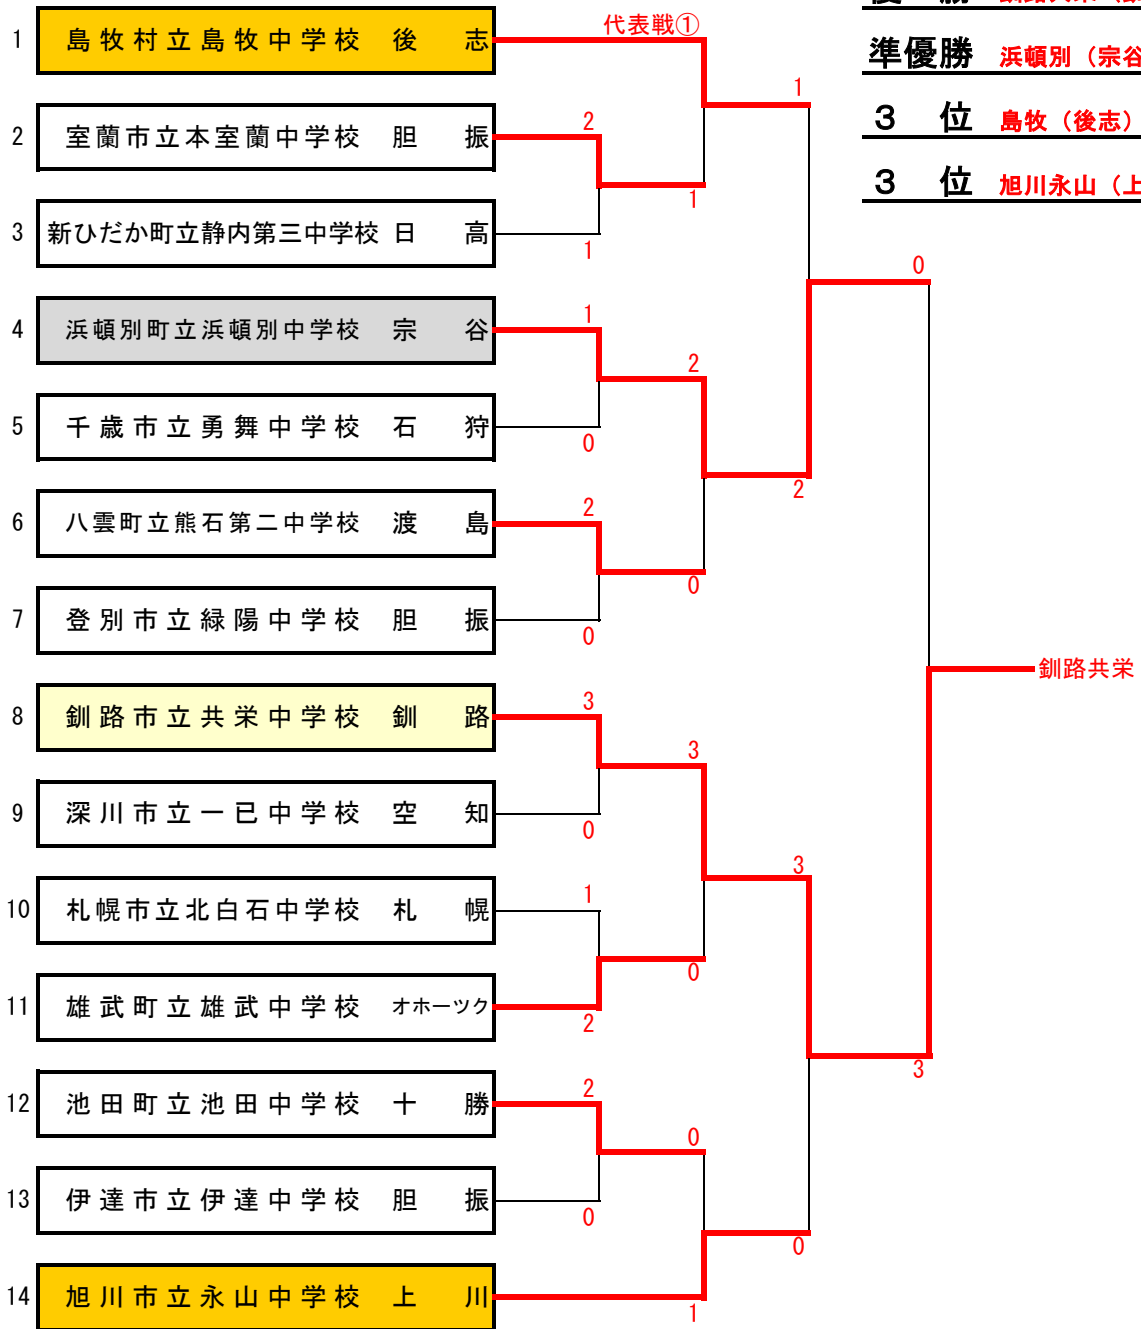 代表戦①
1 島牧村立島牧中学校 後志
1
準優勝 浜頓別（宗谷
2 室蘭市立本室蘭中学校 胆振
2
3 位 島牧（後志）
1
3 位 旭川永山（上
3 新ひだか町立静内第三中学校 日高
1
0
4 浜頓別町立浜頓別中学校 宗谷
1
2
5 千歳市立勇舞中学校 石狩
0
2
6 八雲町立熊石第二中学校 渡島
2
0
7 登別市立緑陽中学校 胆振
0
釧路共栄
8 釧路市立共栄中学校 釧路
3
3
9 深川市立一已中学校 空知
0
3
10 札幌市立北白石中学校 札幌
1
0
11 雄武町立雄武中学校 オホーツク
2
3
12 池田町立池田中学校 十勝
2
0
13 伊達市立伊達中学校 胆振
0
0
14 旭川市立永山中学校 上川
1